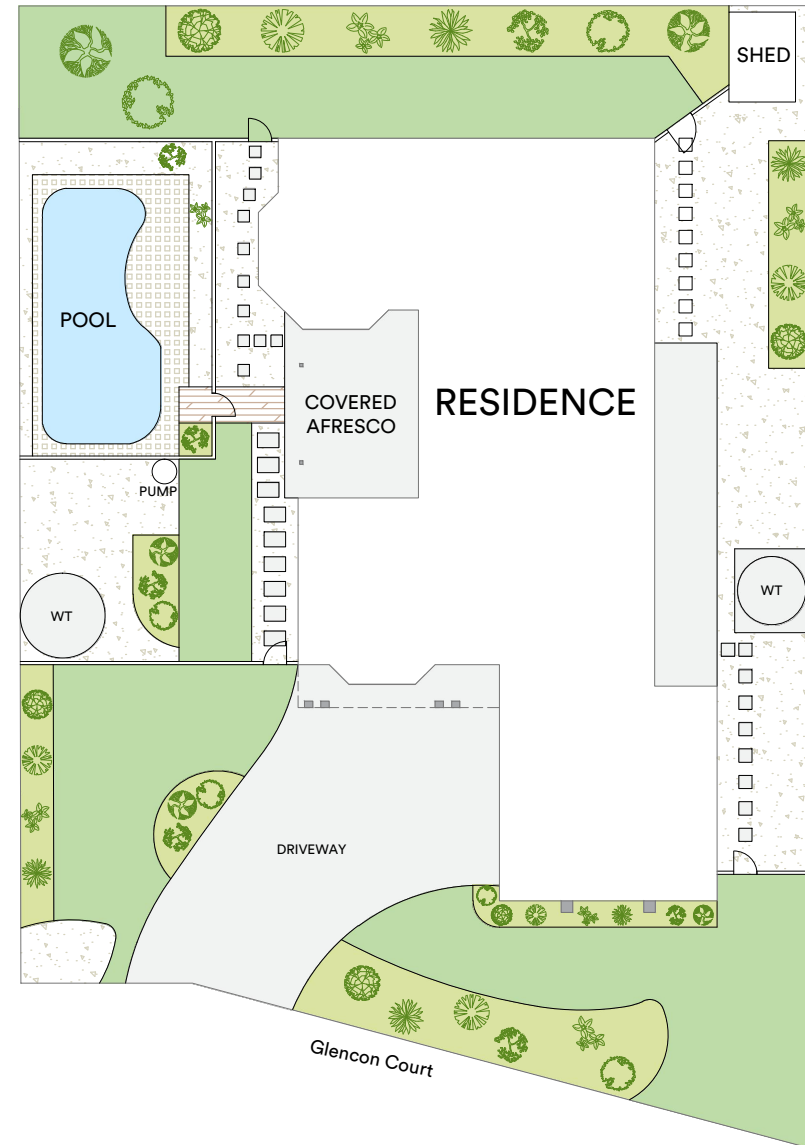 SHED
POOL
COVERED
AFRESCO
RESIDENCE
PUMP
WT
WT
DRIVEWAY
Glencon Court